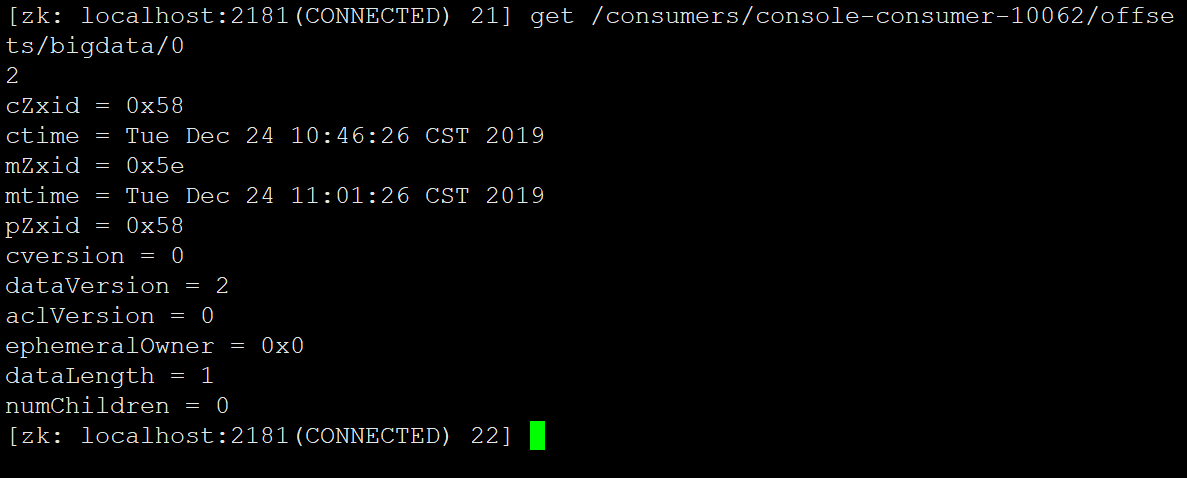 [zk: localhost:2181(CONNECTED) 21] get /consumers/console-consumer-10062/offse
ts/bigdata/0
2
cZxid = 0x58
ctime = Tue Dec 24 10:46:26 CST 2019
mZxid = 0x5e
mtime = Tue Dec 24 11:01:26 CST 2019
pZxid = 0x58
cversion = 0
dataVersion = 2
aclVersion = 0
ephemeralOwner = 0x0
dataLength = 1
numChildren = 0
[zk: localhost:2181(CONNECTED) 22]